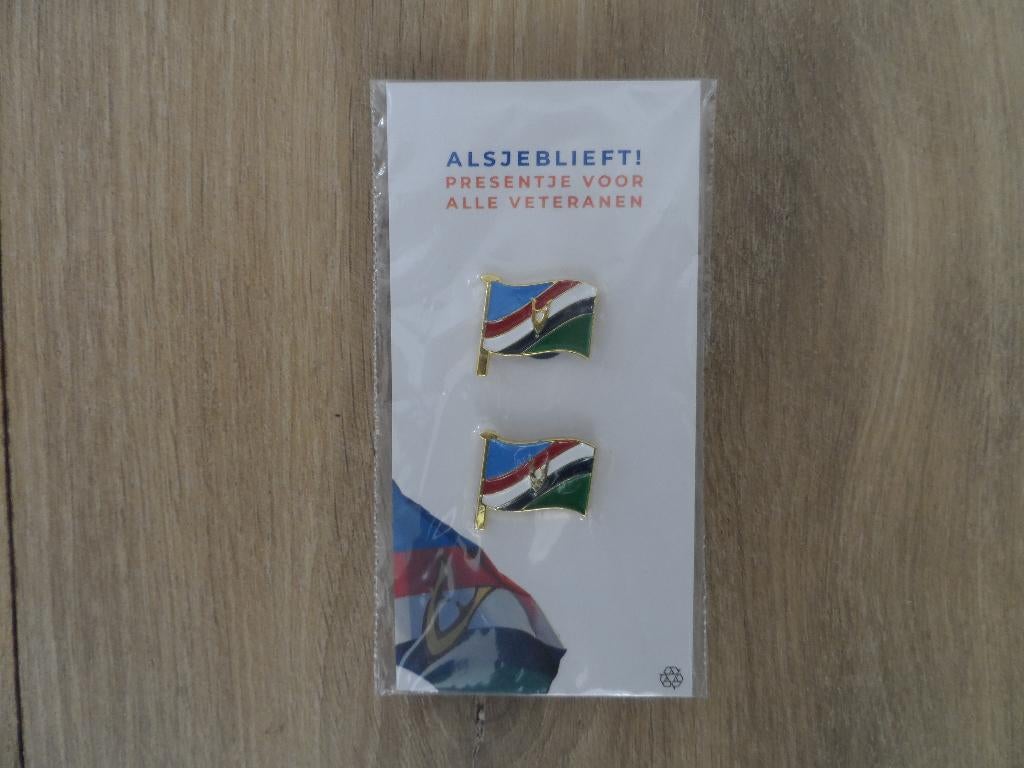 ALSJEBLIEFT!
PRESENTJE VOOR
ALLE VETERANEN